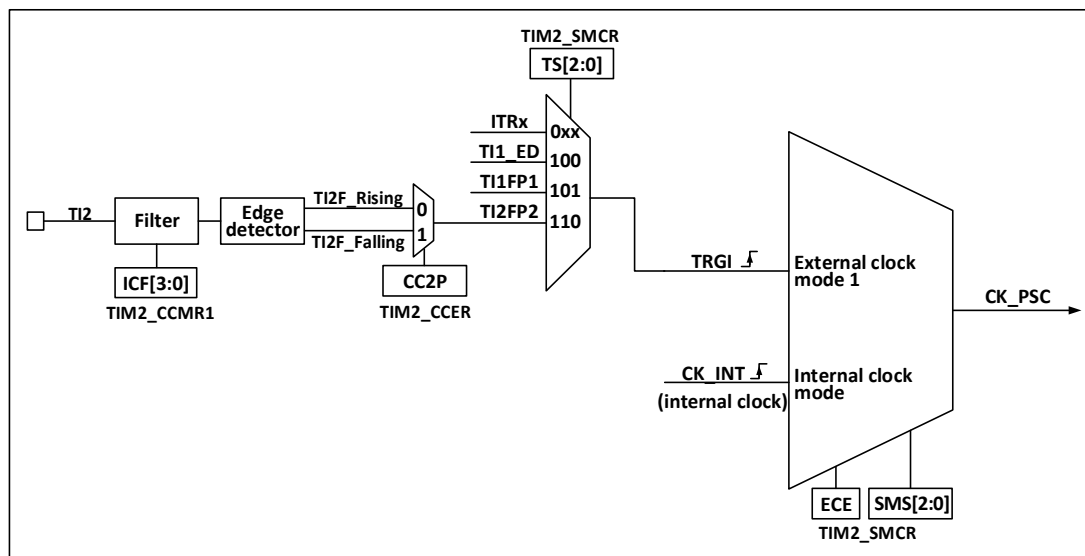 TIM2_SMCR
TS[2:0]
ITRx
0xx
TI1_ED
100
TI1FP1
101
TI2FP2
110
TI2
Filter
Edge
detector
TI2F_Rising
0
TI2F_Falling
1
ICF[3:0]
TIM2_CCMR1
CC2P
TIM2_CCER
TRGI
External clock
mode 1
CK_PSC
CK_INT
(internal clock)
Internal clock
mode
ECE
SMS[2:0]
TIM2_SMCR